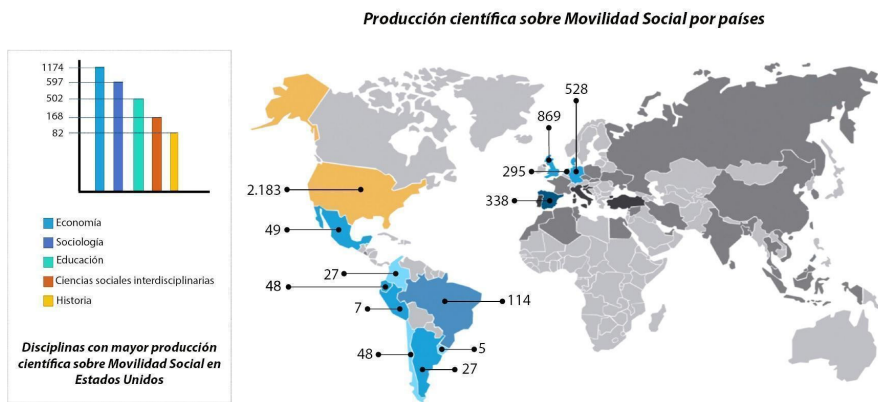 Producción científica sobre Movilidad Social por países
1174
597
502
168
82
Economía
Sociología
Educación
Ciencias sociales interdisciplinarias
Historia
Disciplinas con mayor producción
científica sobre Movilidad Social en
Estados Unidos
528
869
295
338
2.183
49
27
48
7
114
5
48
27